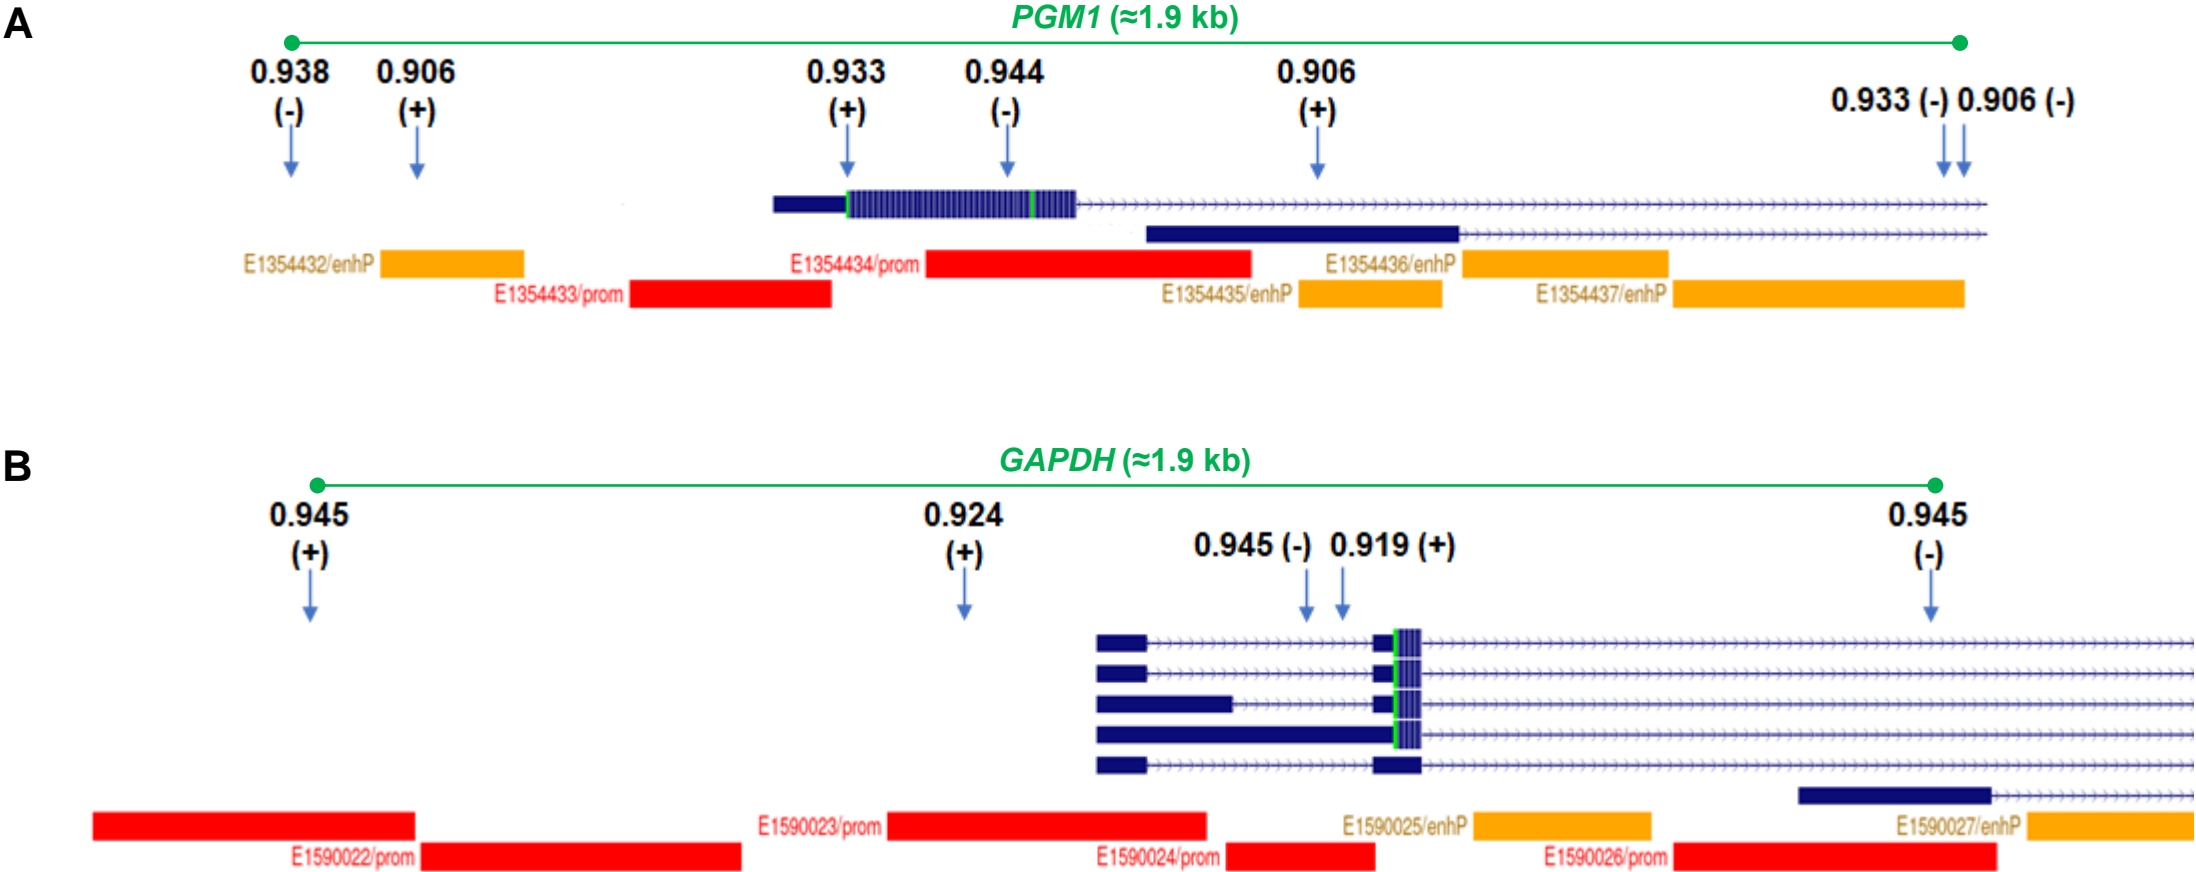 A
PGM1 (≈1.9 kb)
0.938 0.906 0.933 0.944 0.906
(-) (+) (+) (-) (+)
0.933 (-) 0.906 (-)
E1354432/enhP E1354434/prom E1354436/enhP
E1354433/prom E1354435/enhP E1354437/enhP
B
GAPDH (≈1.9 kb)
0.945 0.924 0.945
(+) (+) (-)
0.945 (-) 0.919 (+)
E1590023/prom E1590025/enhP E1590027/enhP
E1590022/prom E1590024/prom E1590026/prom